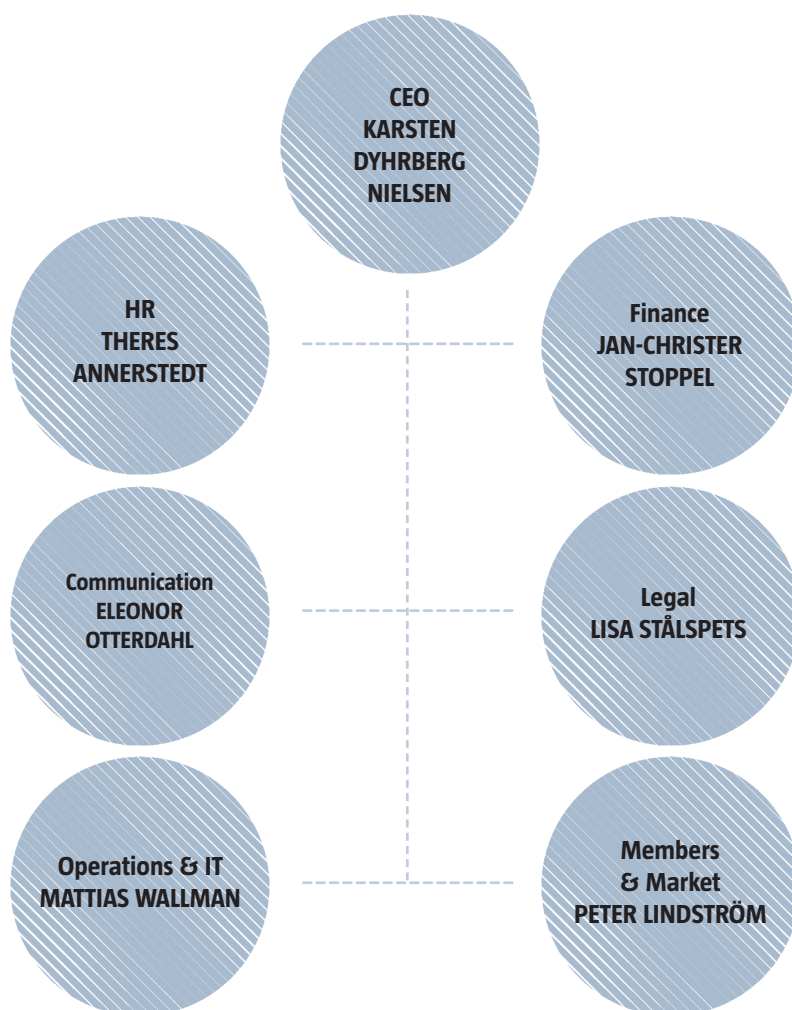 CEO
KARSTEN
DYHRBERG
NIELSEN
HR
THERES
ANNERSTEDT
Finance
JAN-CHRISTER
STOPPEL
Communication
ELEONOR
OTTERDAHL
Legal
LISA STÅLSPETS
Operations & IT
MATTIAS WALLMAN
Members
& Market
PETER LINDSTRÖM